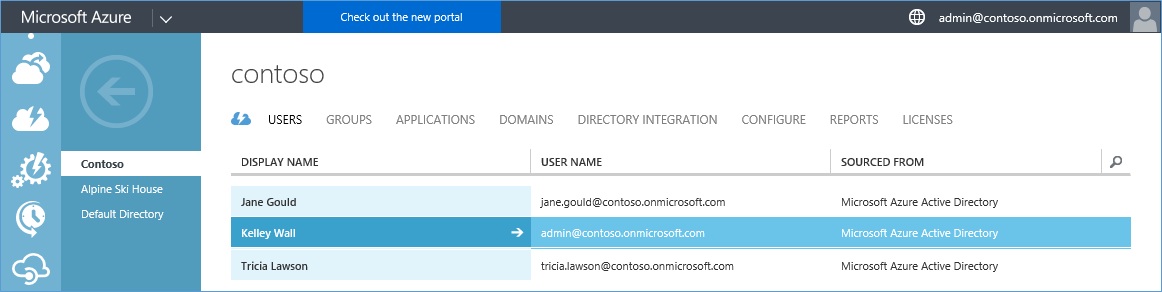 Microsoft Azure Check out the new portal admin@contoso.onmicrosoft.com
contoso
USERS GROUPS APPLICATIONS DOMAINS DIRECTORY INTEGRATION CONFIGURE REPORTS LICENSES
Contoso
Alpine Ski House
Default Directory
DISPLAY NAME USER NAME SOURCED FROM
Jane Gould jane.gould@contoso.onmicrosoft.com Microsoft Azure Active Directory
Kelley Wall admin@contoso.onmicrosoft.com Microsoft Azure Active Directory
Tricia Lawson tricia.lawson@contoso.onmicrosoft.com Microsoft Azure Active Directory